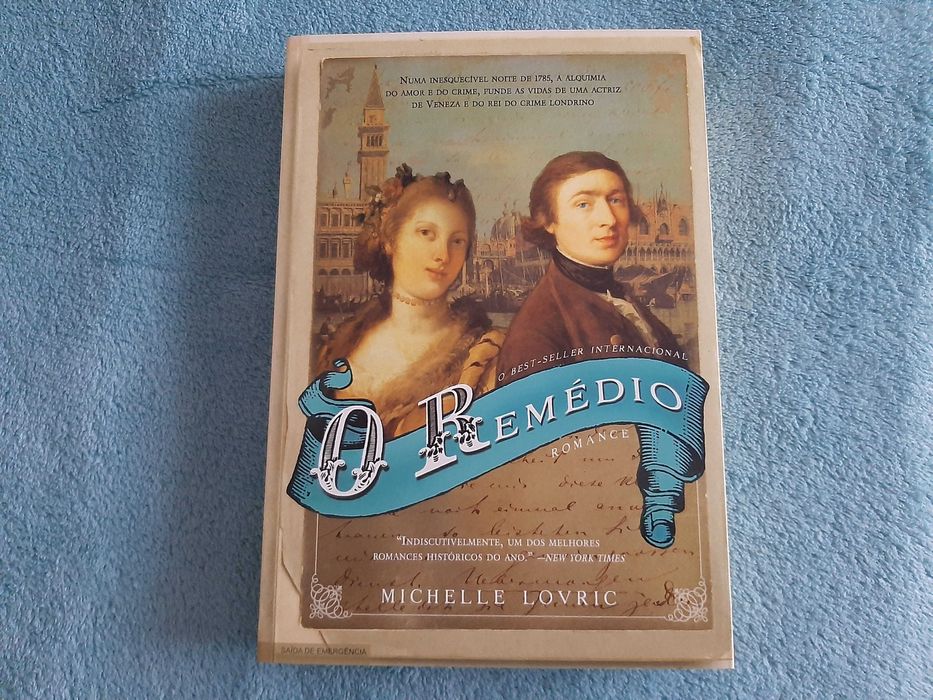 Numa inesquecível noite de 1785, a alquimia
do amor e do crime, funde as vidas de uma actriz
de Veneza e do rei do crime londrino
O BEST-SELLER INTERNACIONAL
O REMÉDIO
ROMANCE
"Indiscutivelmente, um dos melhores
romances históricos do ano." —NEW YORK TIMES
MICHELLE LOVRIC
SAÍDA DE EMERGÊNCIA